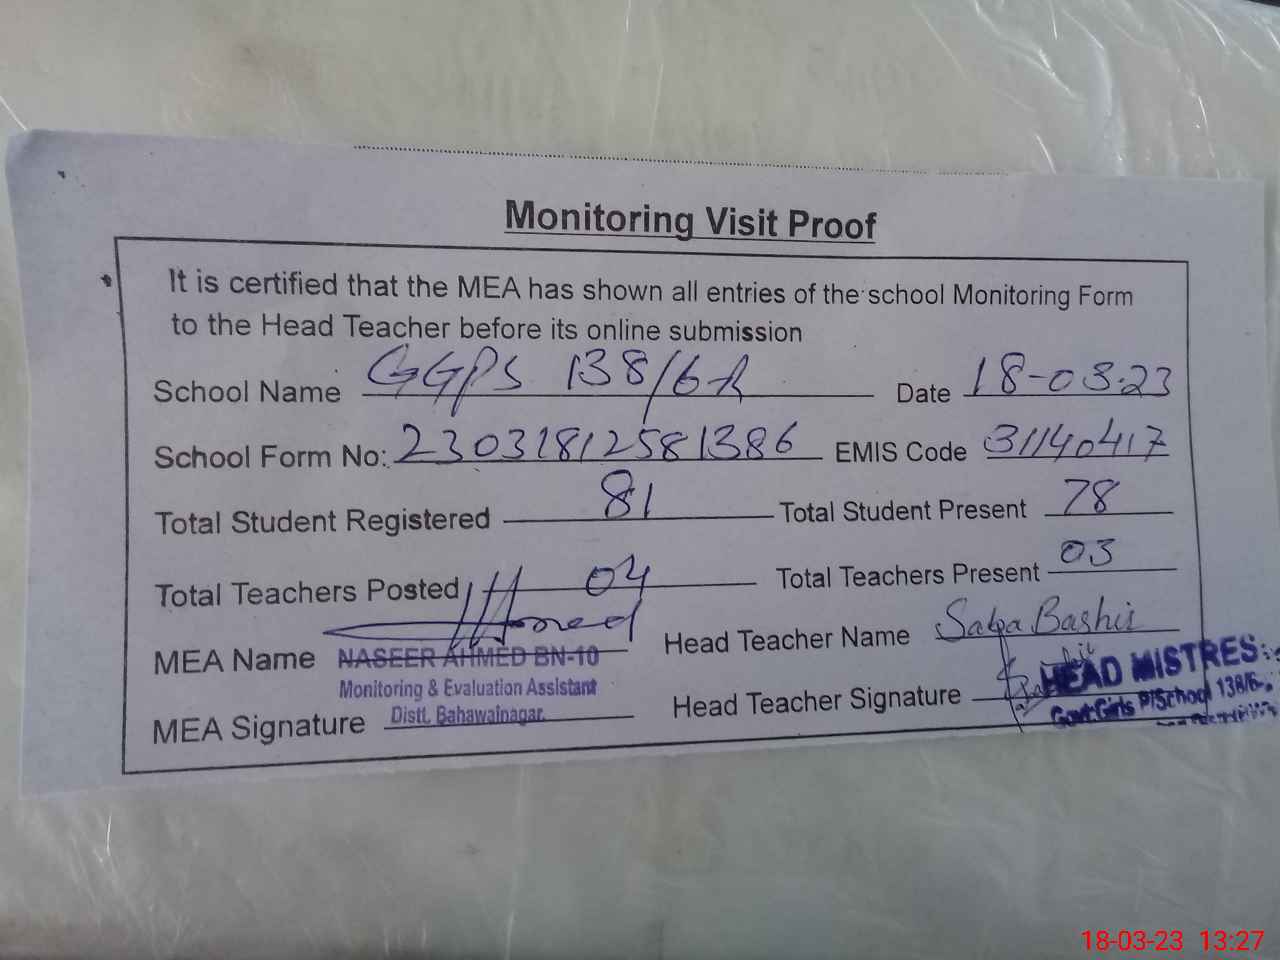 Monitoring Visit Proof
It is certified that the MEA has shown all entries of the school Monitoring Form
to the Head Teacher before its online submission
School Name GGPS 138/6-R Date 18-03-23
School Form No: 23031812581386 EMIS Code 31140417
Total Student Registered 81 Total Student Present 78
Total Teachers Posted 04 Total Teachers Present 03
MEA Name NASEER AHMED BN-10 Head Teacher Name Saba Bashir
Monitoring & Evaluation Assistant
MEA Signature Distt. Bahawalnagar. Head Teacher Signature HEAD MISTRESS
Govt. Girls P/School 138/6-
18-03-23 13:27